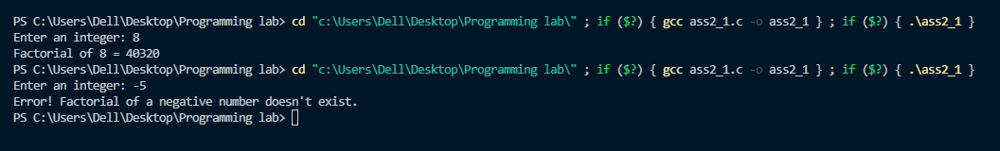 PS C:\Users\Dell\Desktop\Programming lab> cd "c:\Users\Dell\Desktop\Programming lab\" ; if ($?) { gcc ass2_1.c -o ass2_1 } ; if ($?) { .\ass2_1 }
Enter an integer: 8
Factorial of 8 = 40320
PS C:\Users\Dell\Desktop\Programming lab> cd "c:\Users\Dell\Desktop\Programming lab\" ; if ($?) { gcc ass2_1.c -o ass2_1 } ; if ($?) { .\ass2_1 }
Enter an integer: -5
Error! Factorial of a negative number doesn't exist.
PS C:\Users\Dell\Desktop\Programming lab>